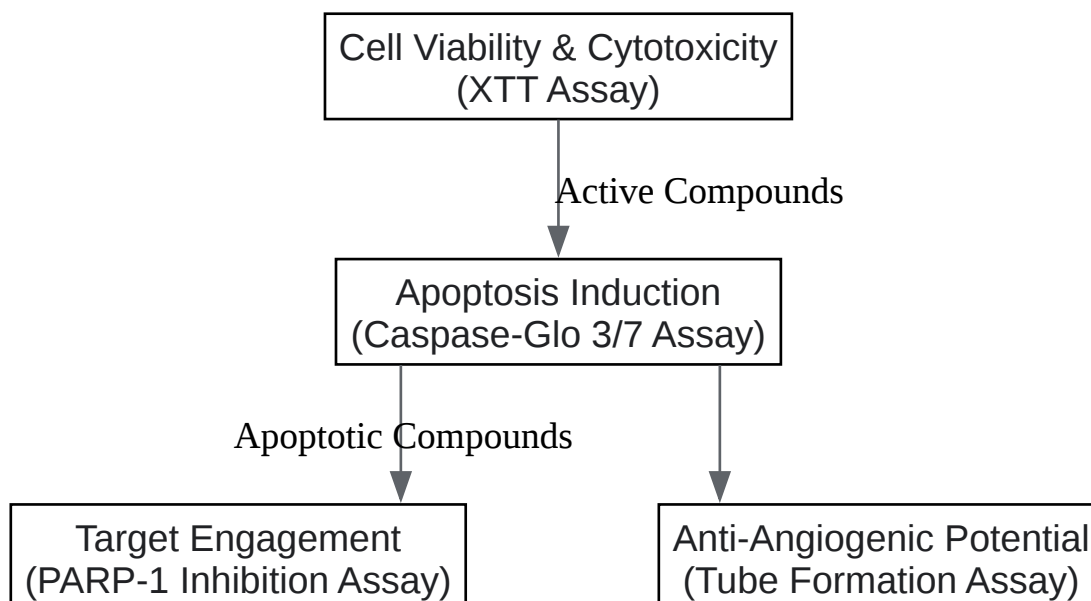 Cell Viability & Cytotoxicity
(XTT Assay)
Active Compounds
Apoptosis Induction
(Caspase-Glo 3/7 Assay)
Apoptotic Compounds
Target Engagement
(PARP-1 Inhibition Assay)
Anti-Angiogenic Potential
(Tube Formation Assay)